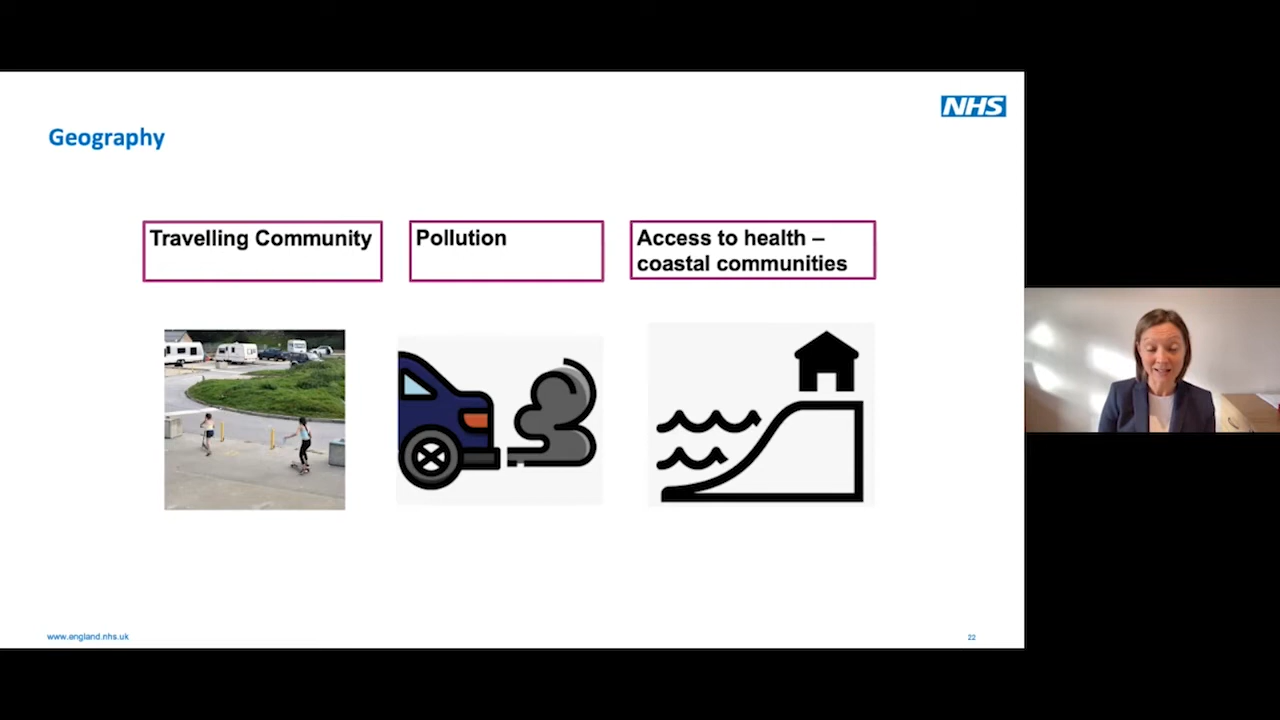 NHS
Geography
Travelling Community
Pollution
Access to health –
coastal communities
www.england.nhs.uk
22